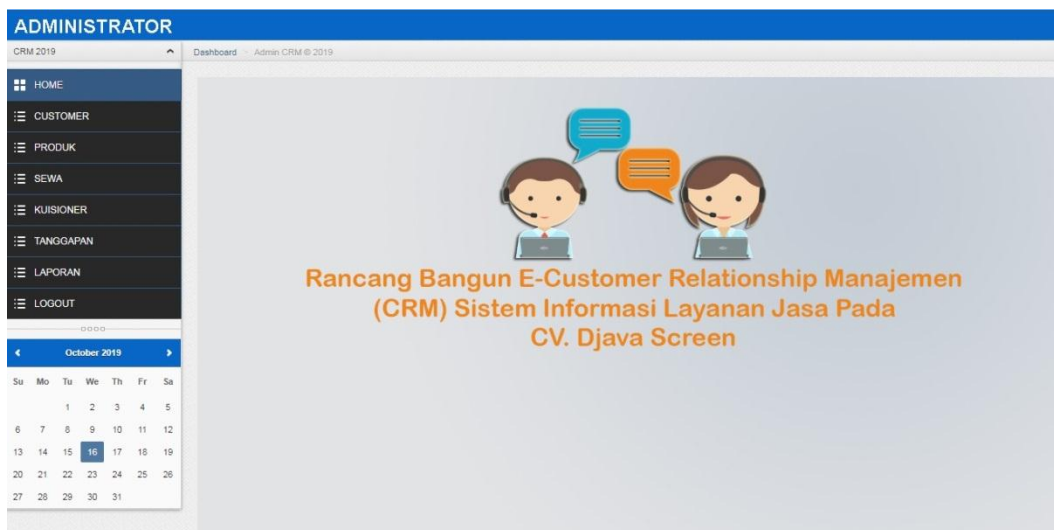 ADMINISTRATOR
CRM 2019
Dashboard
Admin CRM © 2019
HOME
CUSTOMER
PRODUK
SEWA
KUISIONER
TANGGAPAN
LAPORAN
LOGOUT
October 2019
Su Mo Tu We Th Fr Sa
1 2 3 4 5
6 7 8 9 10 11 12
13 14 15 16 17 18 19
20 21 22 23 24 25 26
27 28 29 30 31
Rancang Bangun E-Customer Relationship Manajemen
(CRM) Sistem Informasi Layanan Jasa Pada
CV. Djava Screen